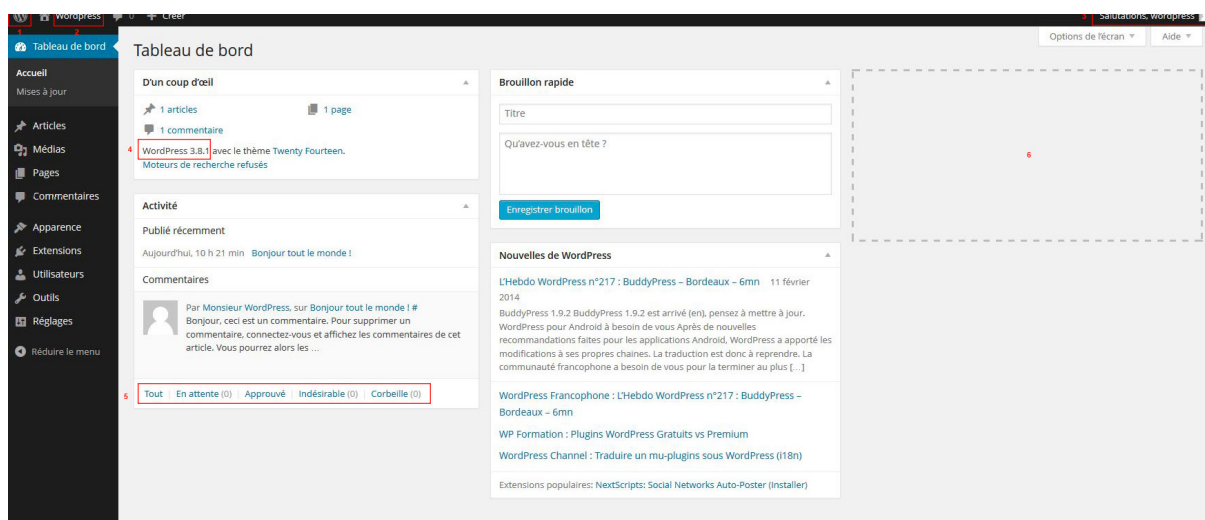 Wordpress 0 + Créer 3 Salutations, wordpress
1 2
Tableau de bord
Accueil
Mises à jour
Articles
Médias
Pages
Commentaires
Apparence
Extensions
Utilisateurs
Outils
Réglages
Réduire le menu
Options de l'écran Aide
Tableau de bord
D'un coup d'œil
1 articles 1 page
1 commentaire
4 WordPress 3.8.1 avec le thème Twenty Fourteen.
Moteurs de recherche refusés
Activité
Publié récemment
Aujourd'hui, 10 h 21 min Bonjour tout le monde !
Commentaires
Par Monsieur WordPress, sur Bonjour tout le monde ! #
Bonjour, ceci est un commentaire. Pour supprimer un
commentaire, connectez-vous et affichez les commentaires de cet
article. Vous pourrez alors les …
5 Tout | En attente (0) | Approuvé | Indésirable (0) | Corbeille (0)
Brouillon rapide
Titre
Qu'avez-vous en tête ?
Enregistrer brouillon
Nouvelles de WordPress
L'Hebdo WordPress n°217 : BuddyPress – Bordeaux – 6mn 11 février
2014
BuddyPress 1.9.2 BuddyPress 1.9.2 est arrivé (en), pensez à mettre à jour.
WordPress pour Android à besoin de vous Après de nouvelles
recommandations faites pour les applications Android, WordPress a apporté les
modifications à ses propres chaines. La traduction est donc à reprendre. La
communauté francophone a besoin de vous pour la terminer au plus […]
WordPress Francophone : L'Hebdo WordPress n°217 : BuddyPress –
Bordeaux – 6mn
WP Formation : Plugins WordPress Gratuits vs Premium
WordPress Channel : Traduire un mu-plugins sous WordPress (i18n)
Extensions populaires: NextScripts: Social Networks Auto-Poster (Installer)
6